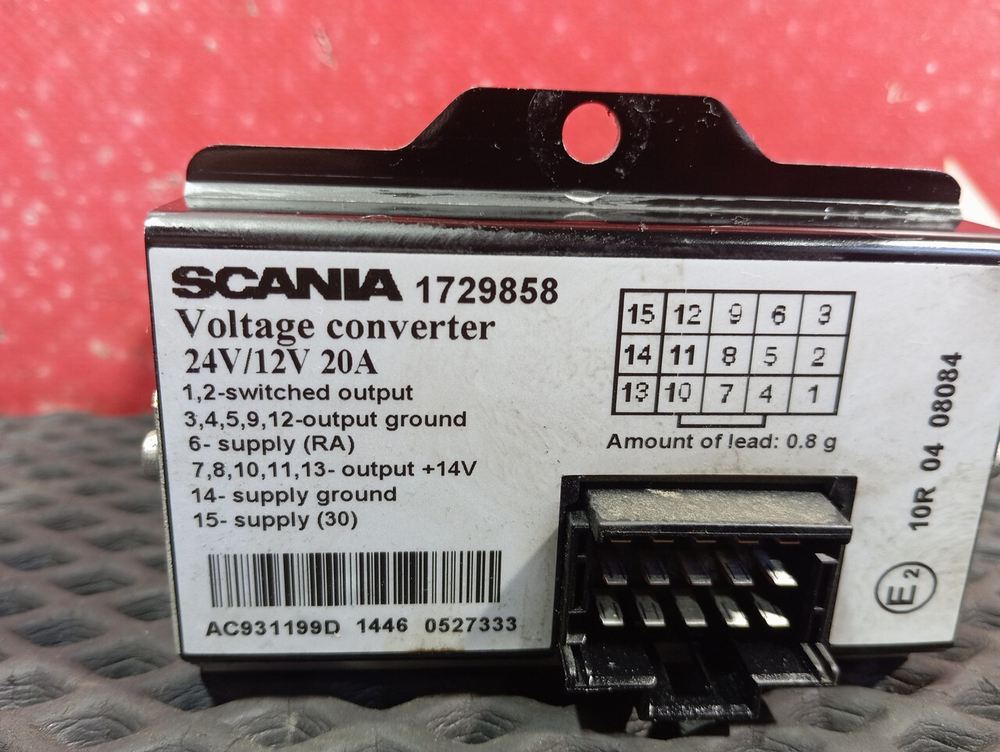 SCANIA 1729858
Voltage converter
24V/12V 20A
1,2-switched output
3,4,5,9,12-output ground
6- supply (RA)
7,8,10,11,13- output +14V
14- supply ground
15- supply (30)
AC931199D 1446 0527333
15 12 9 6 3
14 11 8 5 2
13 10 7 4 1
Amount of lead: 0.8 g
10R 04 08084
E2